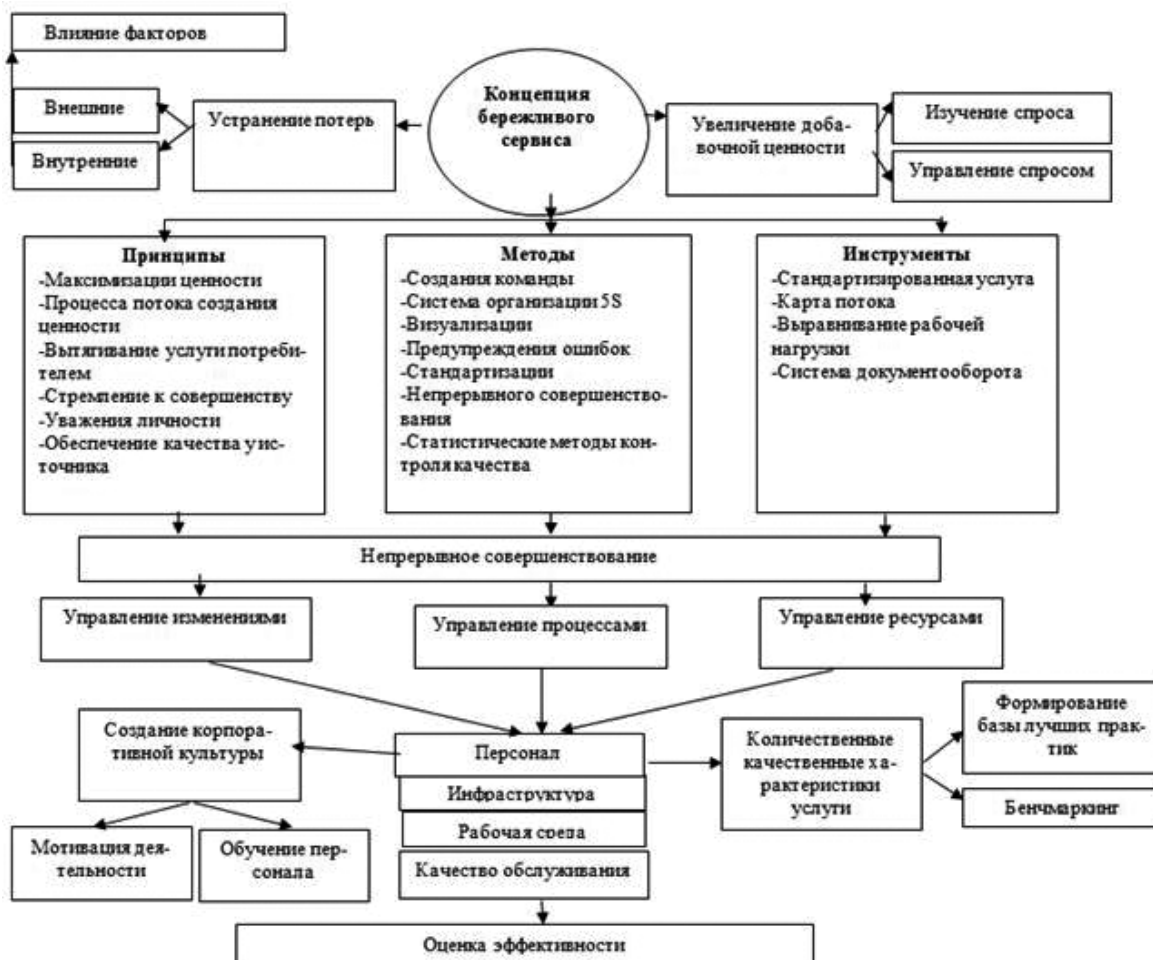 Влияние факторов
Концепция
бережливого
сервиса
Внешние
Устранение потерь
Увеличение доба-
вочной ценности
Изучение спроса
Внутренние
Управление спросом
Принципы
-Максимизации ценности
-Процесса потока создания
ценности
-Вытягивание услуги потреби-
телем
-Стремление к совершенству
-Уважения личности
-Обеспечение качества у ис-
точника
Методы
-Создания команды
-Система организации 5S
-Визуализации
-Предупреждения ошибок
-Стандартизации
-Непрерывного совершенство-
вания
-Статистические методы кон-
троля качества
Инструменты
-Стандартизированная услуга
-Карта потока
-Выравнивание рабочей
нагрузки
-Система документооборота
Непрерывное совершенствование
Управление изменениями
Управление процессами
Управление ресурсами
Создание корпора-
тивной культуры
Персонал
Инфраструктура
Рабочая среда
Качество обслуживания
Количественные
качественные ха-
рактеристики
услуги
Формирование
базы лучших прак-
тик
Бенчмаркинг
Мотивация дея-
тельности
Обучение пер-
сонала
Оценка эффективности